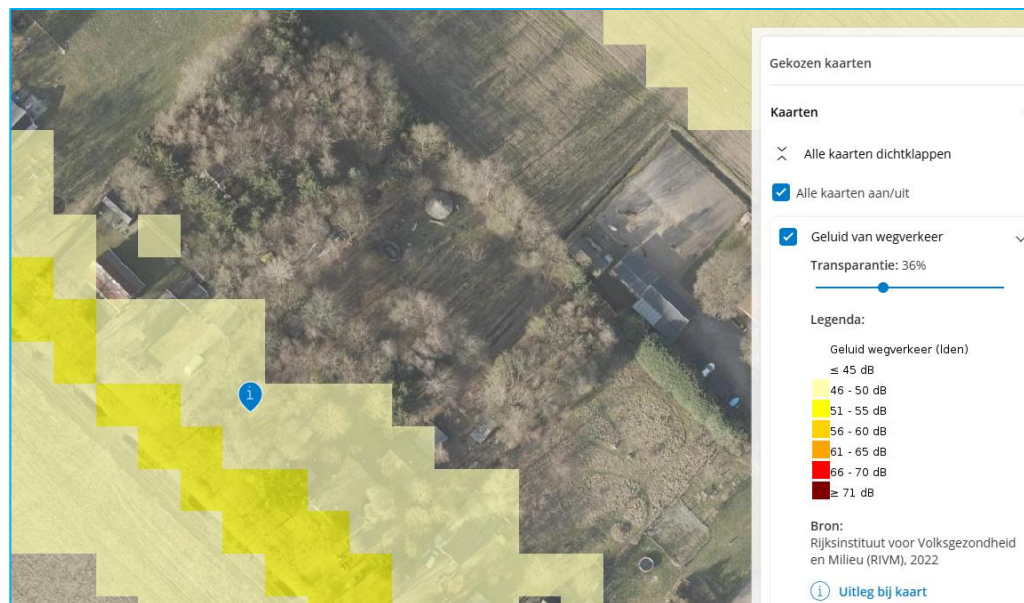 Gekozen kaarten
Kaarten
Alle kaarten dichtklappen
Alle kaarten aan/uit
Geluid van wegverkeer
Transparantie: 36%
Legenda:
Geluid wegverkeer (lden)
≤ 45 dB
46 - 50 dB
51 - 55 dB
56 - 60 dB
61 - 65 dB
66 - 70 dB
≥ 71 dB
Bron:
Rijksinstituut voor Volksgezondheid
en Milieu (RIVM), 2022
i Uitleg bij kaart
i